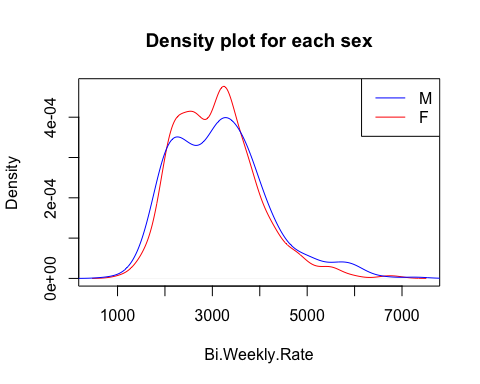 Density plot for each sex
M
F
Density
0e+00
2e-04
4e-04
1000 3000 5000 7000
Bi.Weekly.Rate